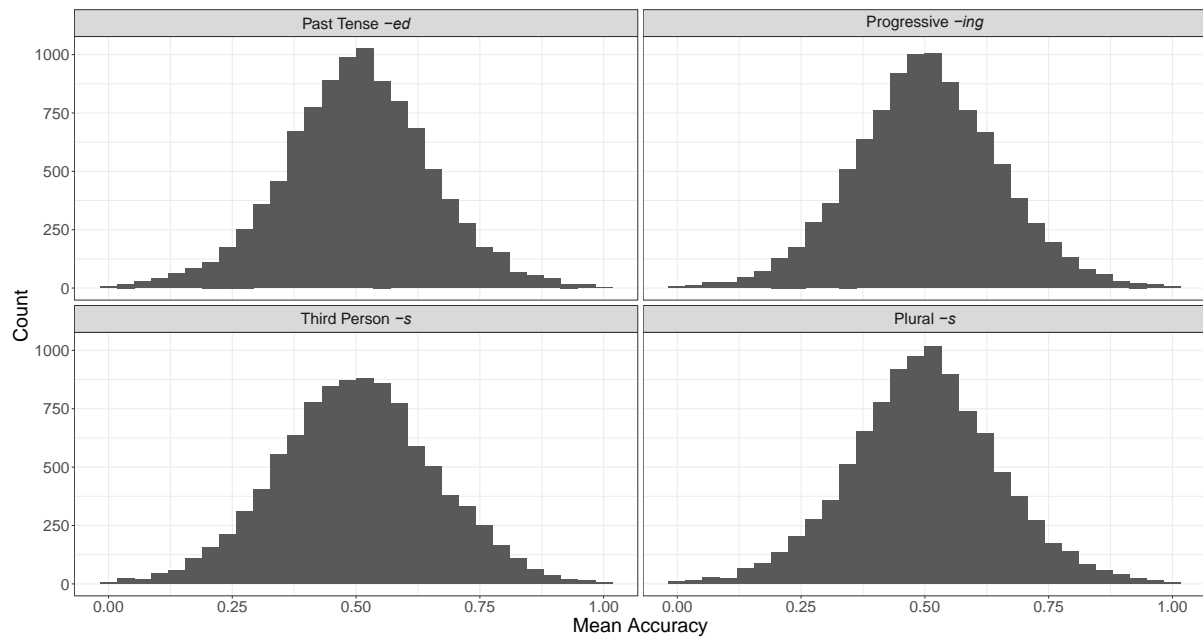 Past Tense −ed
Progressive −ing
1000
750
500
250
0
Third Person −s
Plural −s
1000
750
500
250
0
0.00 0.25 0.50 0.75 1.00
0.00 0.25 0.50 0.75 1.00
Mean Accuracy
Count